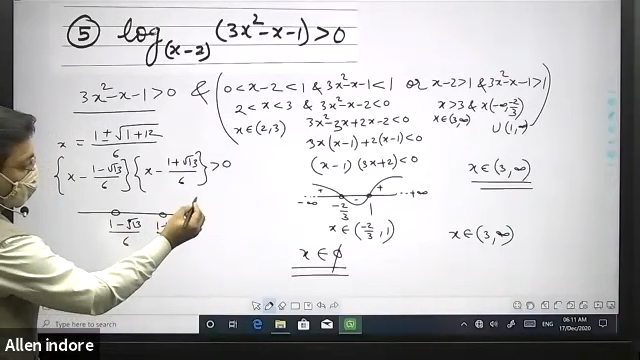 ⑤ log(x-2) (3x²-x-1)>0
3x²-x-1>0 & (0<x-2<1 & 3x²-x-1<1 or x-2>1 & 3x²-x-1>1)
2<x<3 & 3x²-x-2<0
x>3 & x(-∞,-2/3)
x∈(2,3)
3x²-3x+2x-2<0
x∈(3,∞)
∪(1,∞)
x = 1±√1+12/6
3x(x-1)+2(x-1)<0
{x - 1-√13/6}{x - 1+√13/6}>0
(x-1)(3x+2)<0
x∈(3,∞)
+ - +
-∞ -2/3 1 +∞
1-√13/6
x∈(-2/3,1)
x∈(3,∞)
x∈ϕ
Type here to search
ENG
06:11 AM
17/Dec/2020
Allen indore